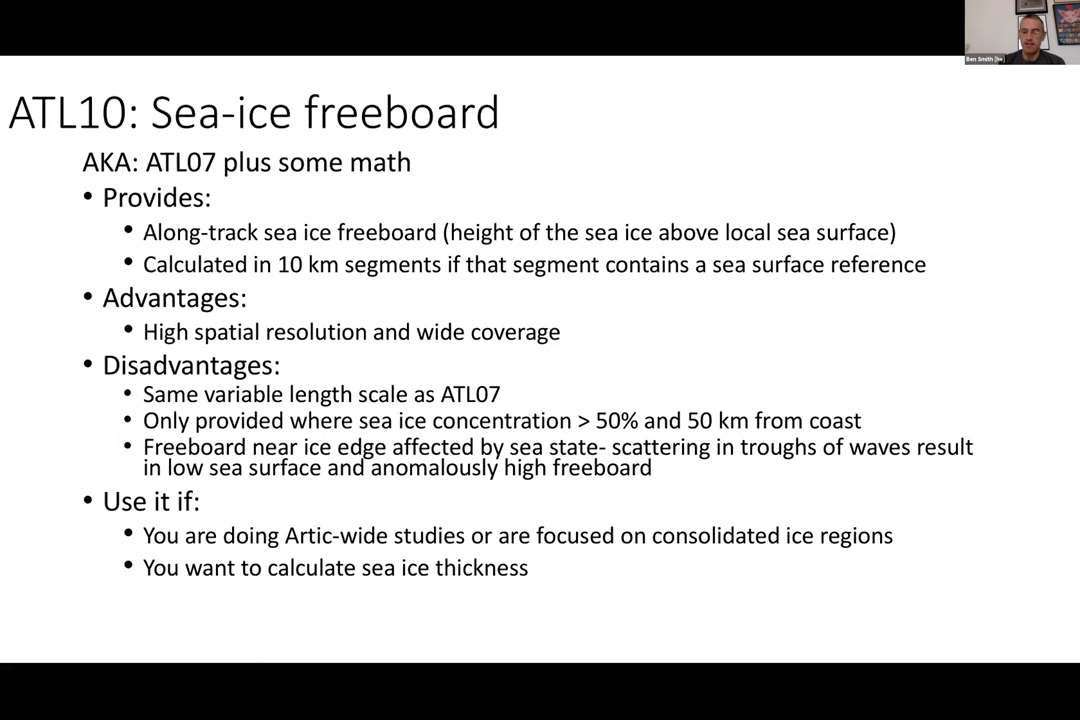 Ben Smith [he]
ATL10: Sea-ice freeboard
AKA: ATL07 plus some math
• Provides:
• Along-track sea ice freeboard (height of the sea ice above local sea surface)
• Calculated in 10 km segments if that segment contains a sea surface reference
• Advantages:
• High spatial resolution and wide coverage
• Disadvantages:
• Same variable length scale as ATL07
• Only provided where sea ice concentration > 50% and 50 km from coast
• Freeboard near ice edge affected by sea state- scattering in troughs of waves result
in low sea surface and anomalously high freeboard
• Use it if:
• You are doing Artic-wide studies or are focused on consolidated ice regions
• You want to calculate sea ice thickness